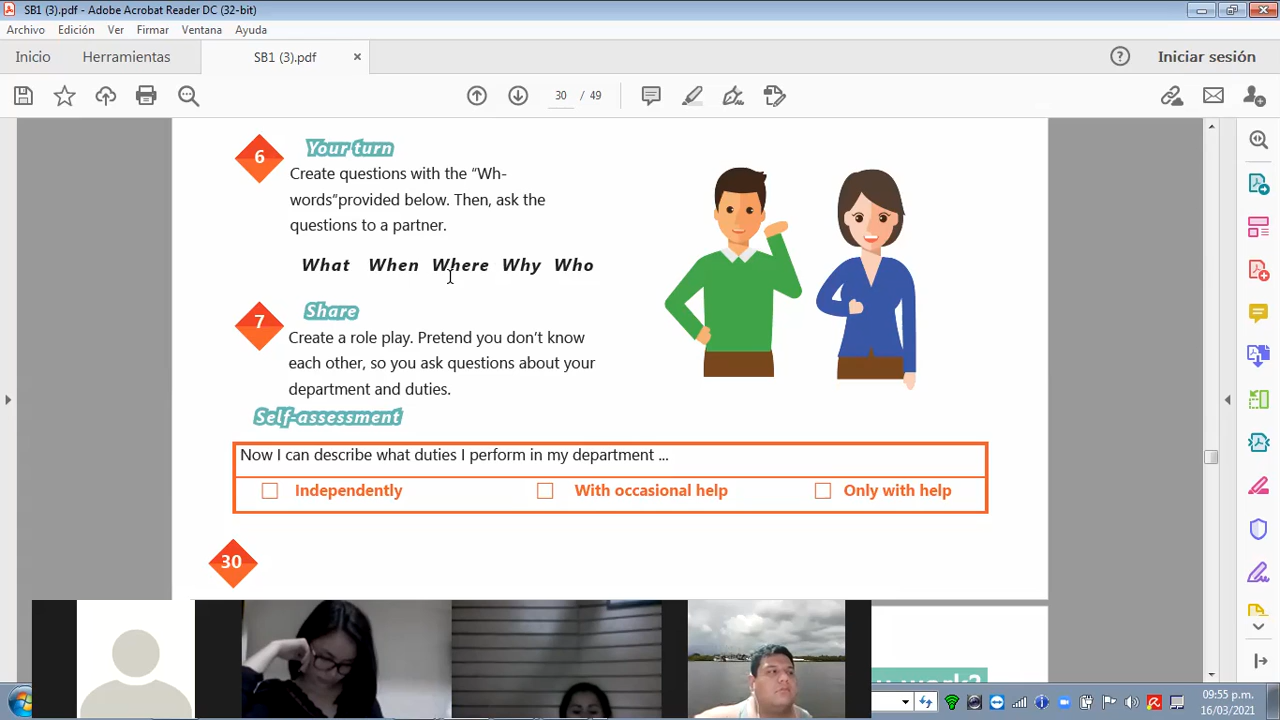 SB1 (3).pdf - Adobe Acrobat Reader DC (32-bit)
Archivo Edición Ver Firmar Ventana Ayuda
Inicio Herramientas SB1 (3).pdf × Iniciar sesión
30 / 49
6 Your turn
Create questions with the “Wh-
words”provided below. Then, ask the
questions to a partner.
What When Where Why Who
7 Share
Create a role play. Pretend you don’t know
each other, so you ask questions about your
department and duties.
Self-assessment
Now I can describe what duties I perform in my department ...
Independently With occasional help Only with help
30
09:55 p.m.
16/03/2021